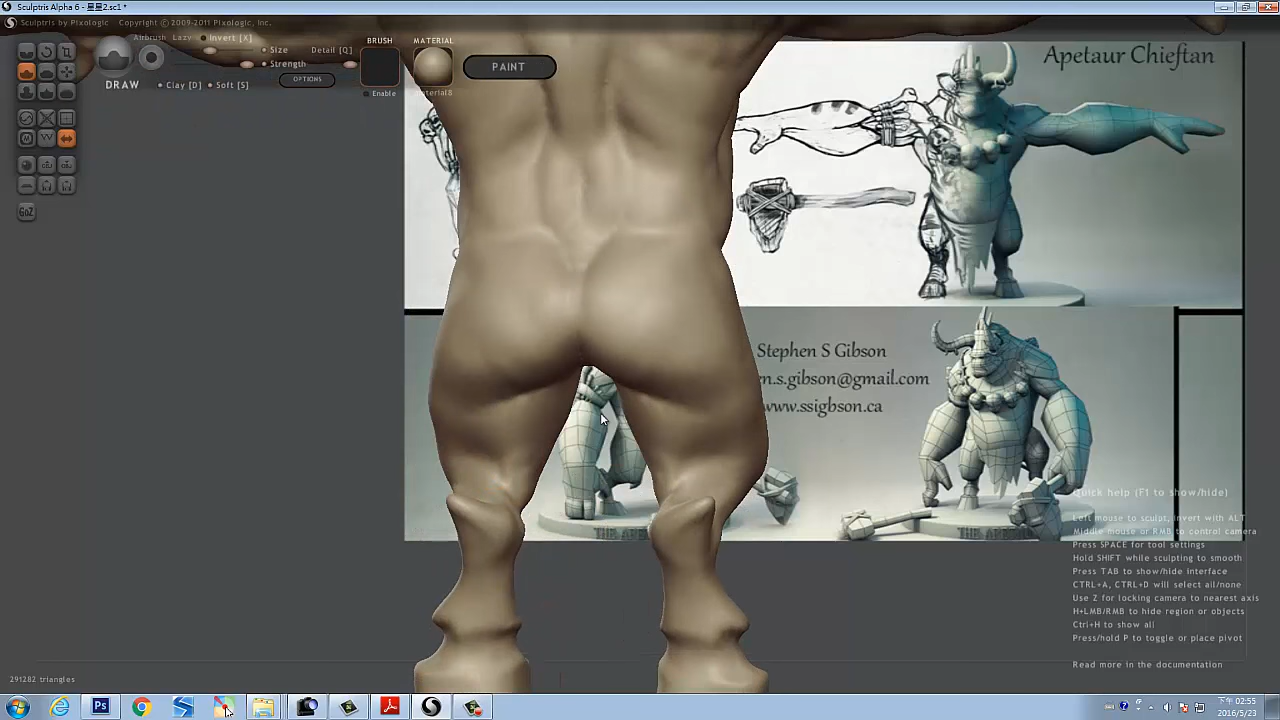 Sculptris Alpha 6 - 星星2.sc1 *
Sculptris by Pixologic Copyright © 2009-2011 Pixologic, Inc.
Airbrush Lazy Invert [X]
Size Detail [Q]
Strength
DRAW Clay [D] Soft [S] OPTIONS
BRUSH
Enable
MATERIAL
PAINT
GoZ
Apetaur Chieftan
Stephen S Gibson
n.s.gibson@gmail.com
www.ssigbson.ca
Quick help (F1 to show/hide)
Left mouse to sculpt, invert with ALT
Middle mouse or RMB to control camera
Press SPACE for tool settings
Hold SHIFT while sculpting to smooth
Press TAB to show/hide interface
CTRL+A, CTRL+D will select all/none
Use Z for locking camera to nearest axis
H+LMB/RMB to hide region or objects
Ctrl+H to show all
Press/hold P to toggle or place pivot
Read more in the documentation
291282 triangles
Ps
下午 02:55
2016/5/23